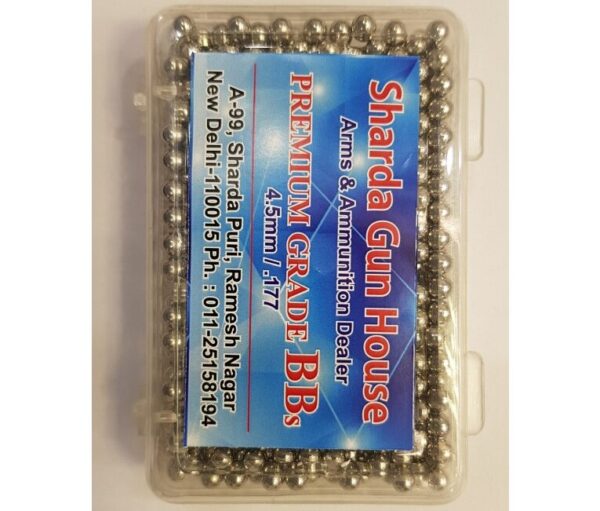 Sharda Gun House
Arms & Ammunition Dealer
PREMIUM GRADE BBs
4.5mm / .177
A-99, Sharda Puri, Ramesh Nagar
New Delhi-110015 Ph. : 011-25158194